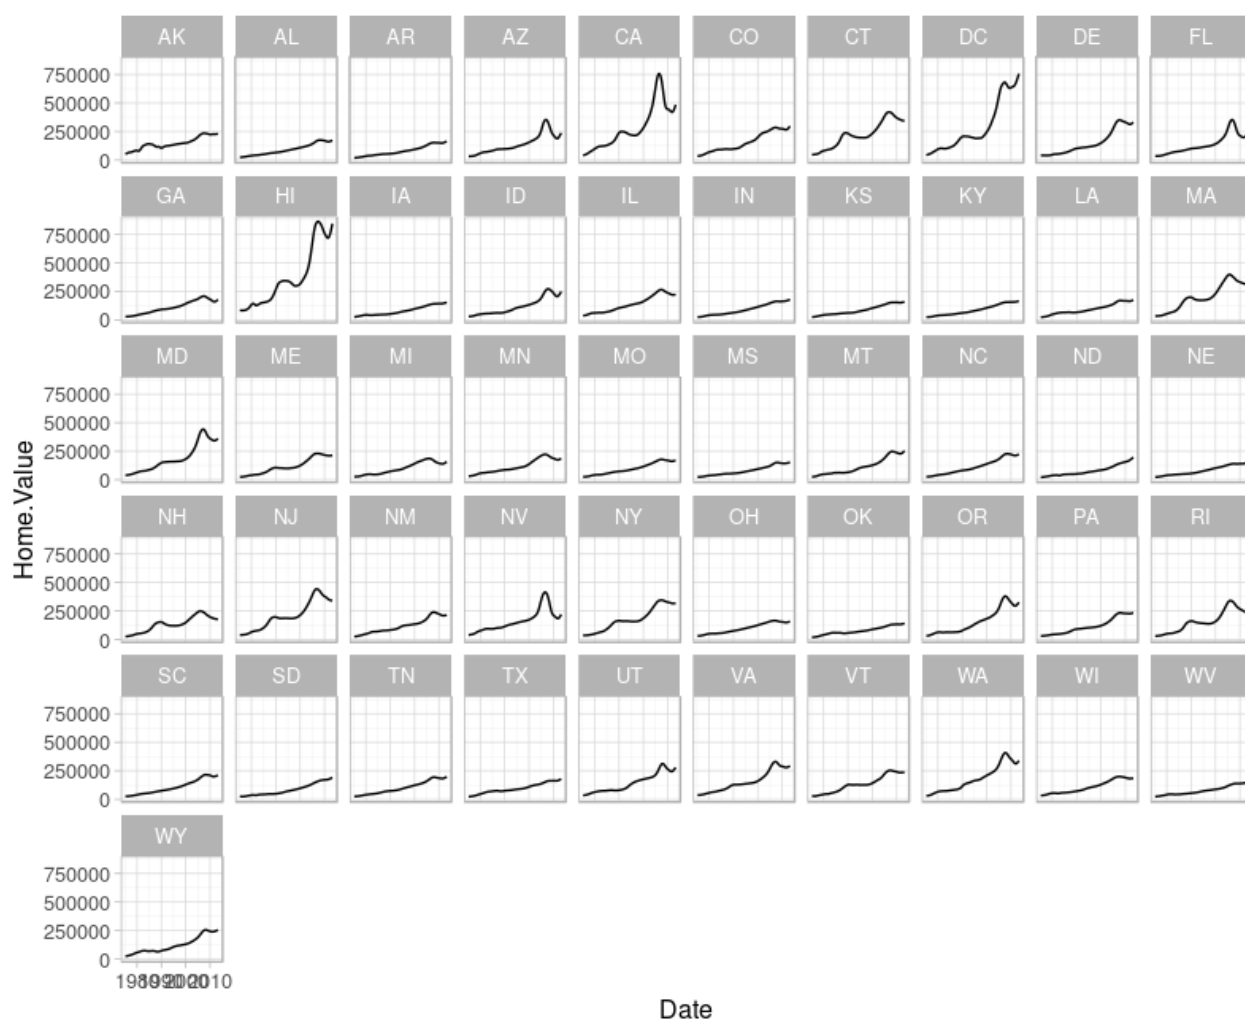 AK AL AR AZ CA CO CT DC DE FL
750000
500000
250000
0
GA HI IA ID IL IN KS KY LA MA
750000
500000
250000
0
MD ME MI MN MO MS MT NC ND NE
750000
500000
250000
0
Home.Value
NH NJ NM NV NY OH OK OR PA RI
750000
500000
250000
0
SC SD TN TX UT VA VT WA WI WV
750000
500000
250000
0
WY
750000
500000
250000
0
1980 1990 2000 2010
Date